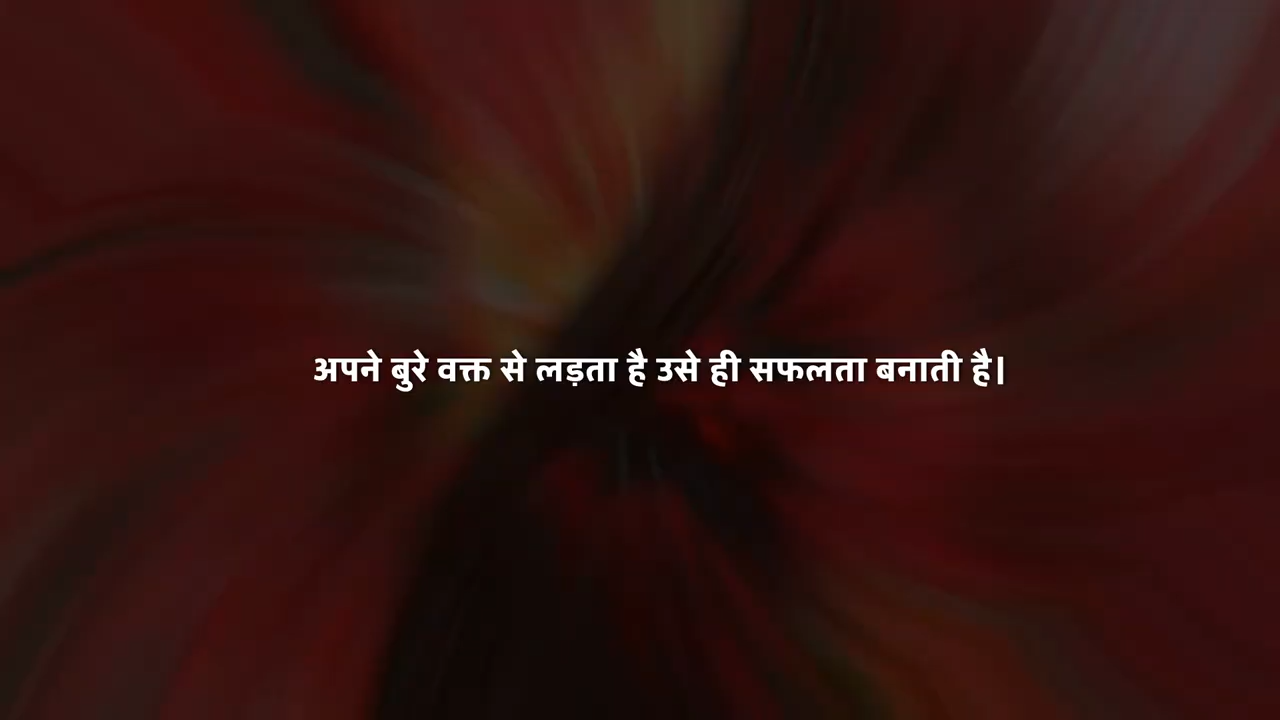 अपने बुरे वक्त से लड़ता है उसे ही सफलता बनाती है।